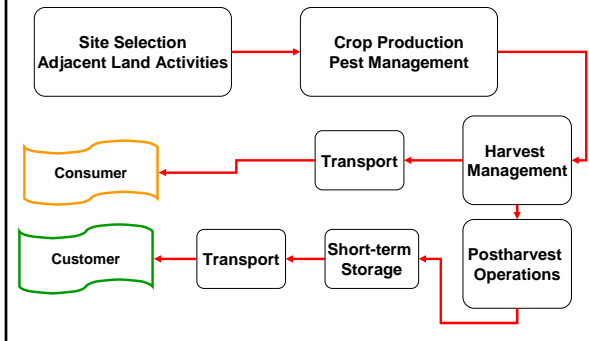 Site Selection
Adjacent Land Activities
Crop Production
Pest Management
Consumer
Transport
Harvest
Management
Customer
Transport
Short-term
Storage
Postharvest
Operations